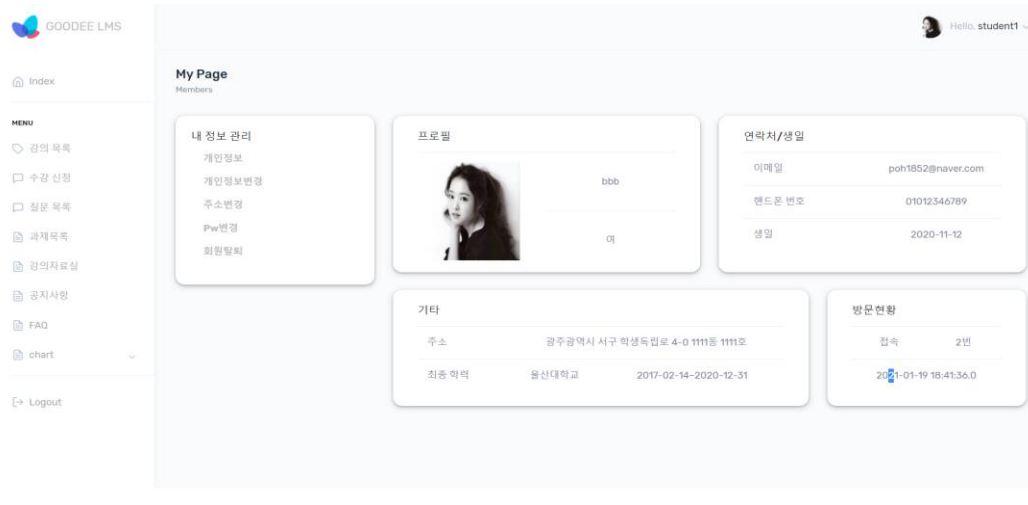 GOODEE LMS
Hello, student1
Index
MENU
강의 목록
수강 신청
질문 목록
과제목록
강의자료실
공지사항
FAQ
chart
Logout
My Page
Members
내 정보 관리
개인정보
개인정보변경
주소변경
Pw변경
회원탈퇴
프로필
bbb
여
연락처/생일
이메일 poh1852@naver.com
핸드폰 번호 01012346789
생일 2020-11-12
기타
주소 광주광역시 서구 학생독립로 4-0 1111동 1111호
최종 학력 울산대학교 2017-02-14~2020-12-31
방문현황
접속 2번
2021-01-19 18:41:36.0